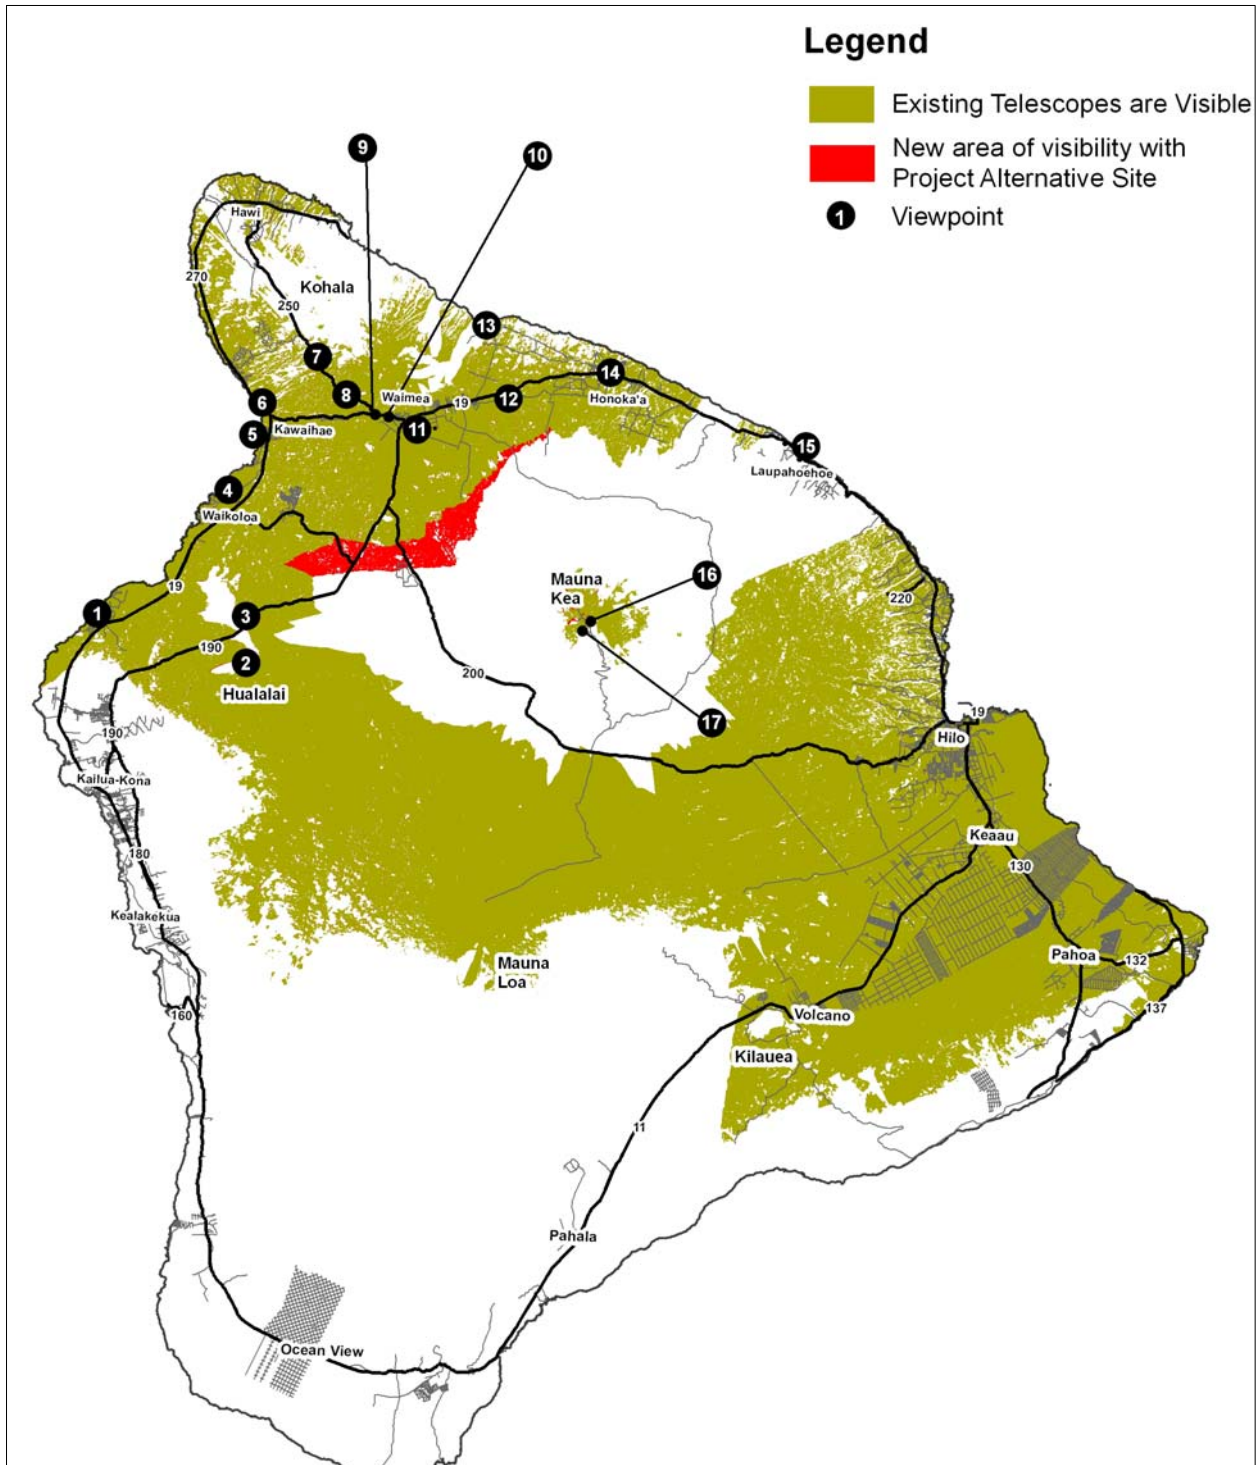 Legend
Existing Telescopes are Visible
New area of visibility with
Project Alternative Site
1 Viewpoint
9
10
Hawi
270
Kohala
250
13
7
14
6
8
Waimea
19
12
Honoka'a
5
Kawaihae
11
15
Laupahoehoe
4
Waikoloa
16
Mauna
Kea
19
220
1
3
190
2
200
Hualalai
17
19
190
Hilo
Kailua-Kona
Keaau
180
130
Kealakekua
Mauna
Loa
Pahoa
132
137
160
Volcano
Kilauea
11
Pahala
Ocean View